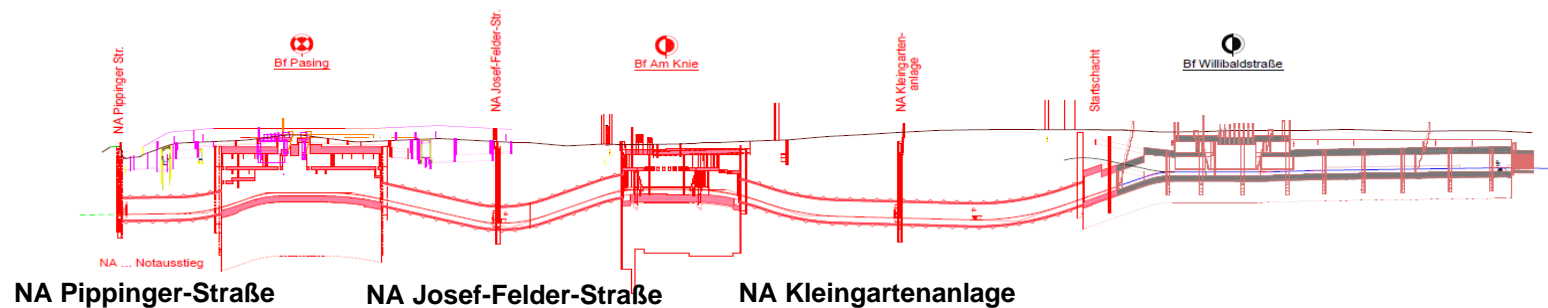 NA Pippinger Str.
Bf Pasing
NA Josef-Felder-Str.
Bf Am Knie
NA Kleingarten-
anlage
Startschacht
Bf Willibaldstraße
NA ... Notausstieg
NA Pippinger-Straße
NA Josef-Felder-Straße
NA Kleingartenanlage